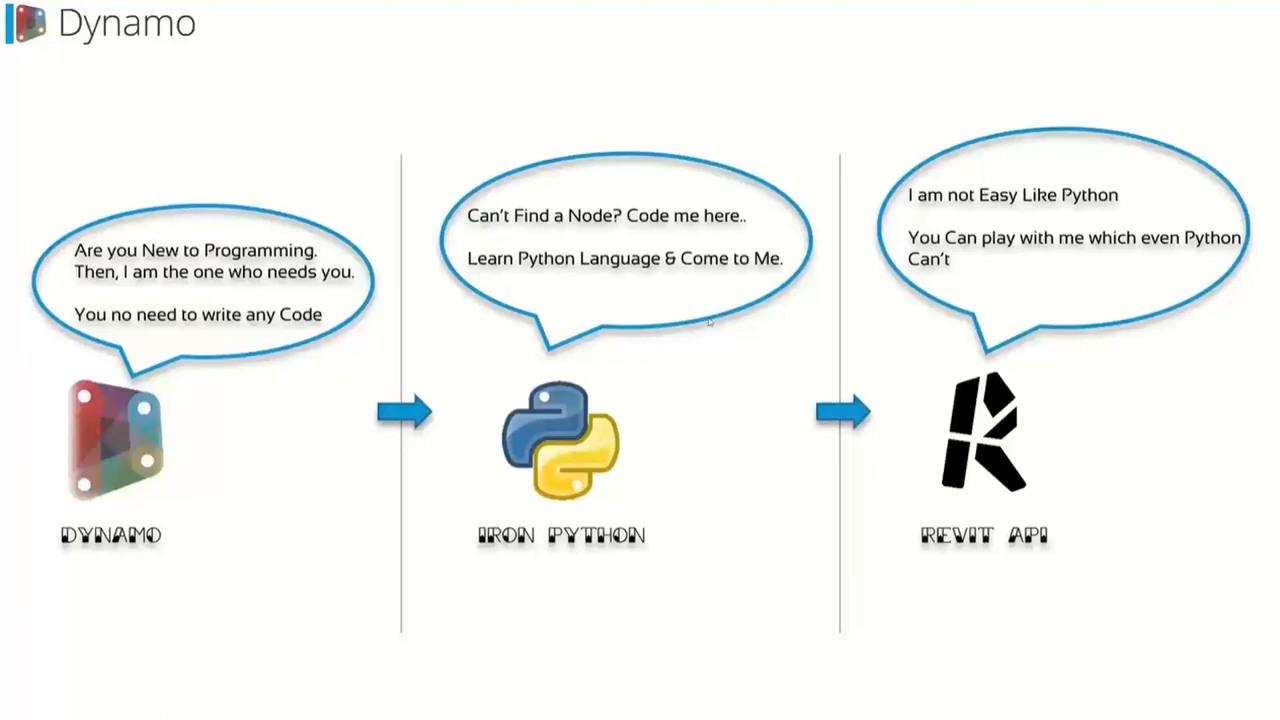 Dynamo
Are you New to Programming.
Then, I am the one who needs you.
You no need to write any Code
DYNAMO
Can't Find a Node? Code me here..
Learn Python Language & Come to Me.
IRON PYTHON
I am not Easy Like Python
You Can play with me which even Python
Can't
REVIT API